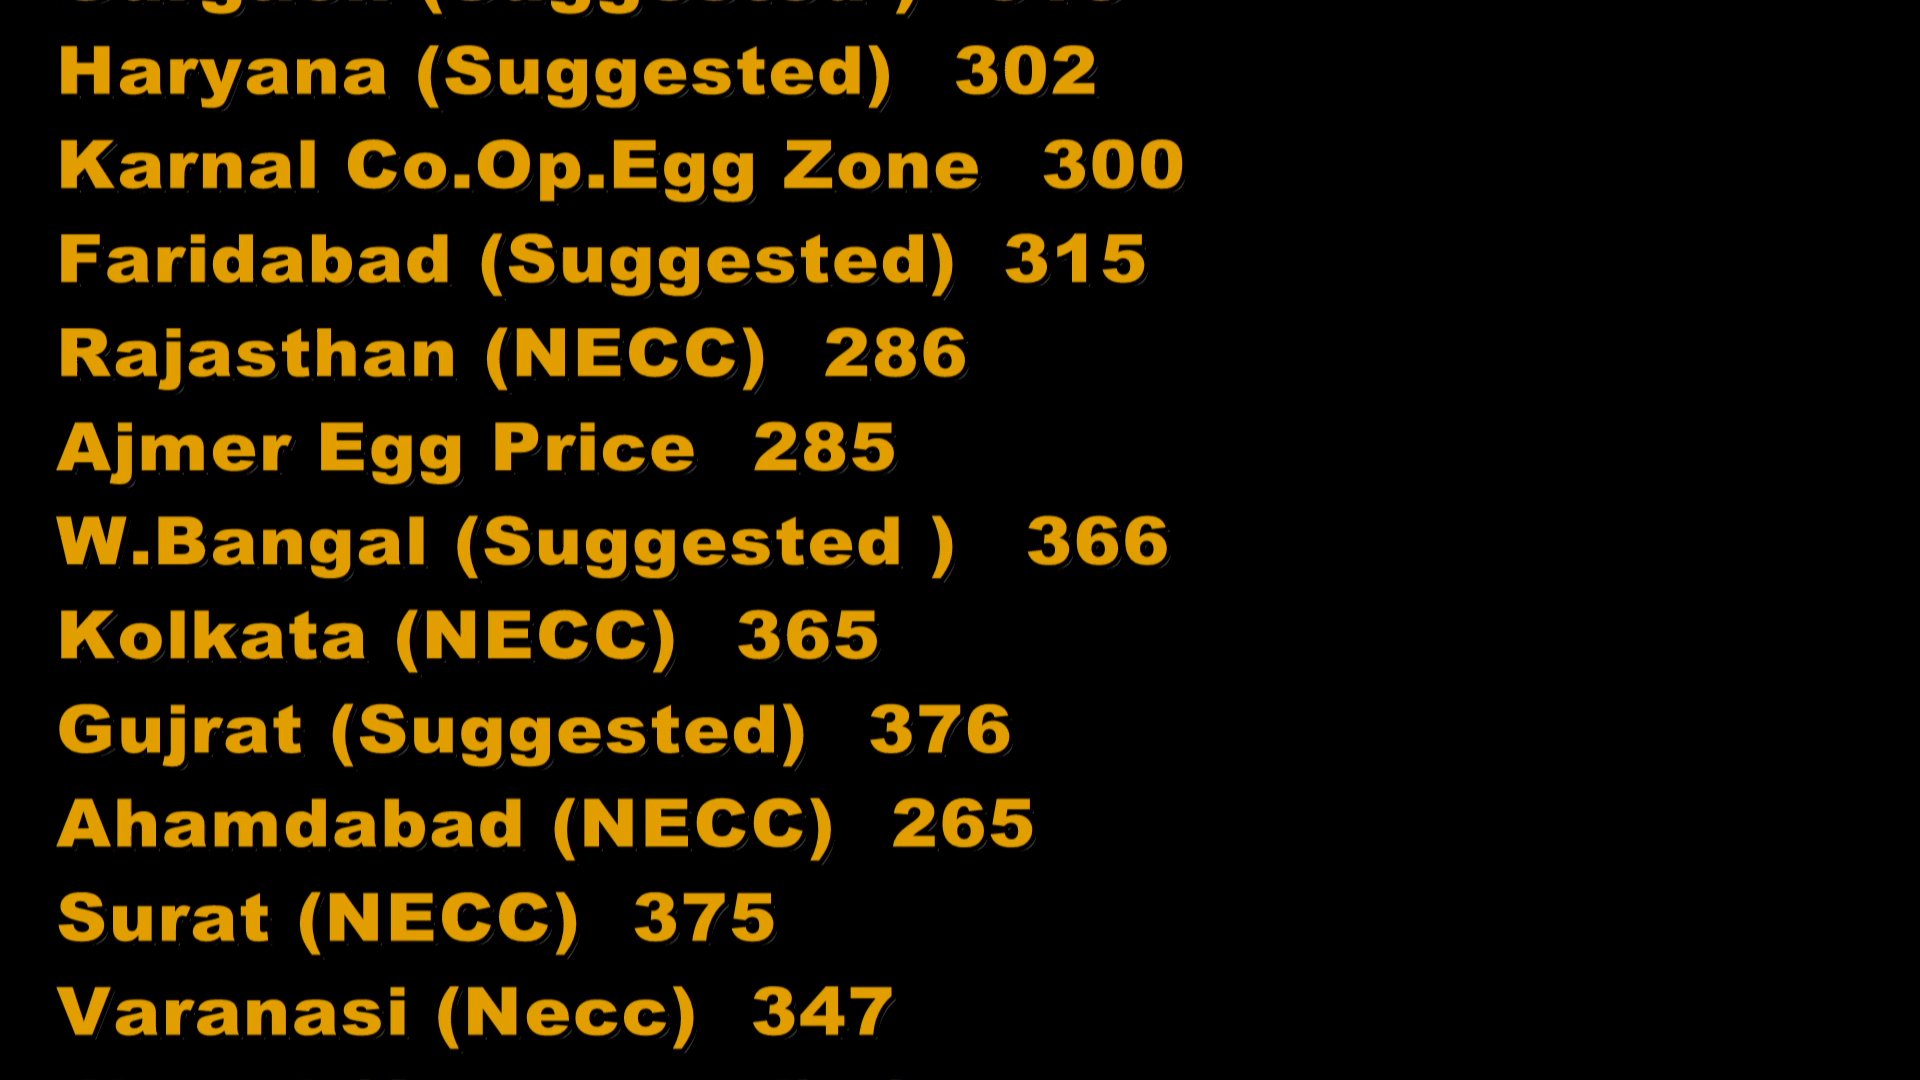 Haryana (Suggested) 302
Karnal Co.Op.Egg Zone 300
Faridabad (Suggested) 315
Rajasthan (NECC) 286
Ajmer Egg Price 285
W.Bangal (Suggested ) 366
Kolkata (NECC) 365
Gujrat (Suggested) 376
Ahamdabad (NECC) 265
Surat (NECC) 375
Varanasi (Necc) 347